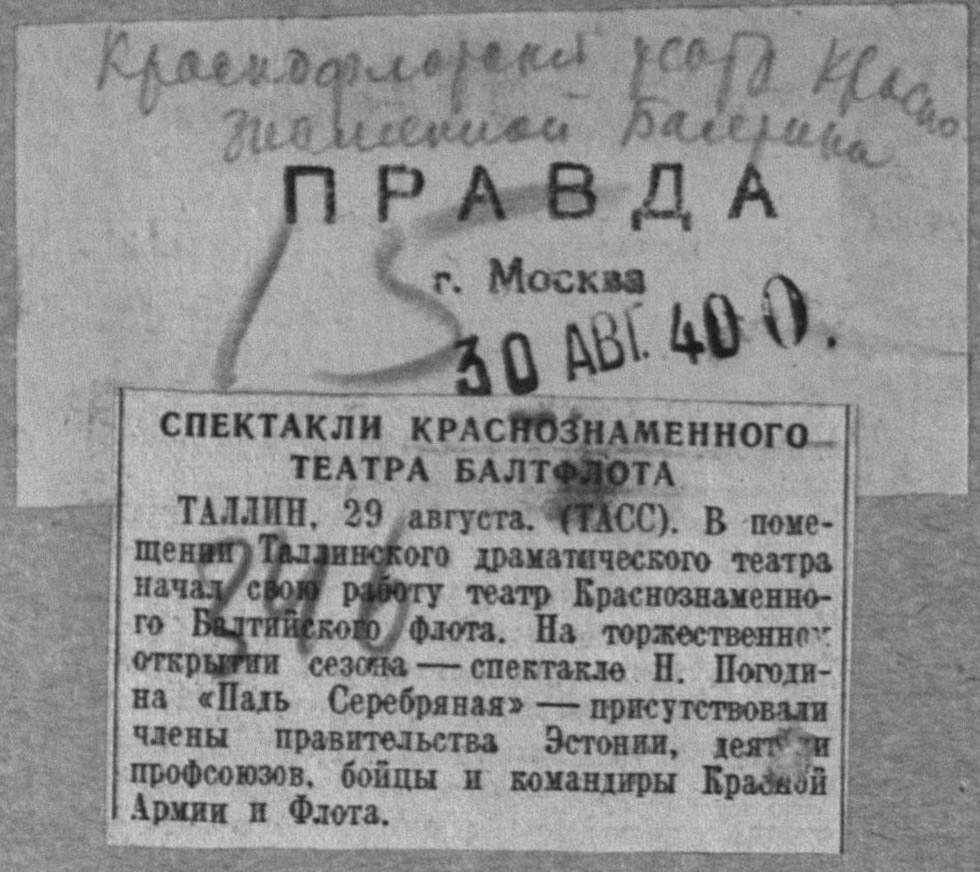 Краснофлотский театр Красно
знаменной
ПРАВДА
15
г. Москва
30 АВГ. 40 0.
СПЕКТАКЛИ КРАСНОЗНАМЕННОГО
ТЕАТРА БАЛТФЛОТА
ТАЛЛИН, 29 августа. (ТАСС). В поме-
щении Таллинского драматического театра
начал свою работу театр Краснознаменно-
го Балтийского флота. На торжественном
открытии сезона — спектакле Н. Погоди-
на «Падь Серебряная» — присутствовали
члены правительства Эстонии, деятели
профсоюзов, бойцы и командиры Красной
Армии и Флота.